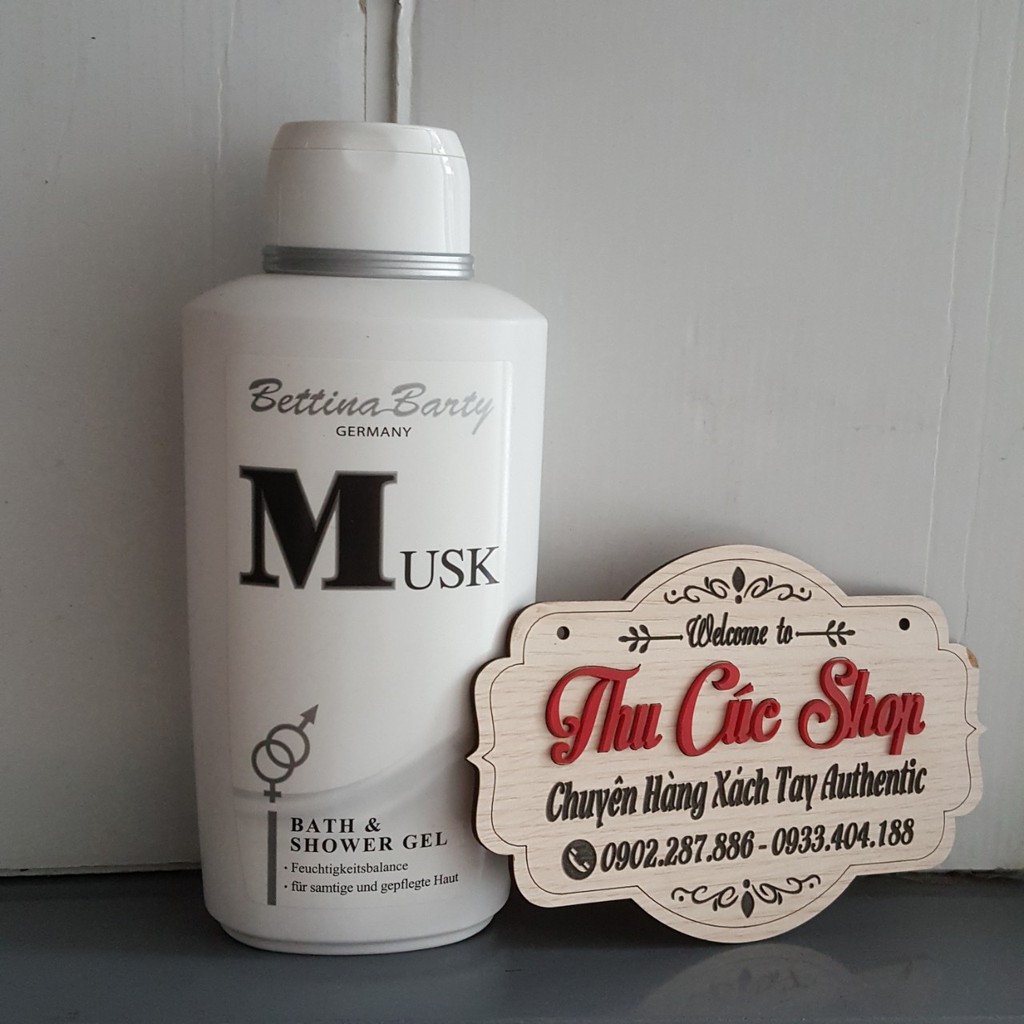 Bettina Barty
GERMANY
MUSK
BATH &
SHOWER GEL
· Feuchtigkeitsbalance
· für samtige und gepflegte Haut
Welcome to
Thu Cúc Shop
Chuyên Hàng Xách Tay Authentic
0902.287.886 - 0933.404.188